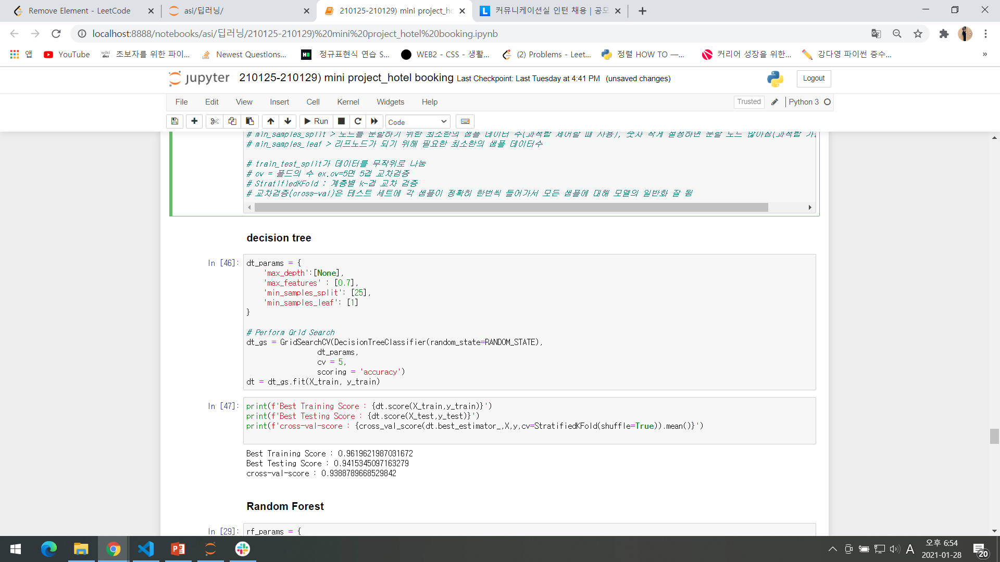 Remove Element - LeetCode
asi/딥러닝/
210125-210129) mini project_hc
커뮤니케이션실 인턴 채용 | 공모
localhost:8888/notebooks/asi/딥러닝/210125-210129)%20mini%20project_hotel%20booking.ipynb
앱
YouTube
초보자를 위한 파이...
Newest Questions...
정규표현식 연습 S...
WEB2 - CSS - 생활...
(2) Problems - Leet...
정렬 HOW TO —...
커리어 성장을 위한...
강다영 파이썬 중수...
»
jupyter
210125-210129) mini project_hotel booking Last Checkpoint: Last Tuesday at 4:41 PM (unsaved changes)
Logout
File Edit View Insert Cell Kernel Widgets Help
Trusted
Python 3
Run
Code
# min_samples_split > 노드를 분할하기 위한 최소한의 샘플 데이터 수(과적합 제어할 때 사용), 숫자 작게 설정하면 분할 노드 많아짐(과적합 가
# min_samples_leaf > 리프노드가 되기 위해 필요한 최소한의 샘플 데이터수
# train_test_split가 데이터를 무작위로 나눔
# cv = 폴드의 수 ex.cv=5면 5겹 교차검증
# StratifiedKFold : 계층별 k-겹 교차 검증
# 교차검증(cross-val)은 테스트 세트에 각 샘플이 정확히 한번씩 들어가서 모든 샘플에 대해 모델의 일반화 잘 됨
decision tree
In [46]:
dt_params = {
'max_depth':[None],
'max_features' : [0.7],
'min_samples_split': [25],
'min_samples_leaf': [1]
}
# Perform Grid Search
dt_gs = GridSearchCV(DecisionTreeClassifier(random_state=RANDOM_STATE),
dt_params,
cv = 5,
scoring = 'accuracy')
dt = dt_gs.fit(X_train, y_train)
In [47]:
print(f'Best Training Score : {dt.score(X_train,y_train)}')
print(f'Best Testing Score : {dt.score(X_test,y_test)}')
print(f'cross-val-score : {cross_val_score(dt.best_estimator_,X,y,cv=StratifiedKFold(shuffle=True)).mean()}')
Best Training Score : 0.9619621987031672
Best Testing Score : 0.9415345097163279
cross-val-score : 0.9388789668529842
Random Forest
In [29]:
rf_params = {
A
오후 6:54
2021-01-28
20